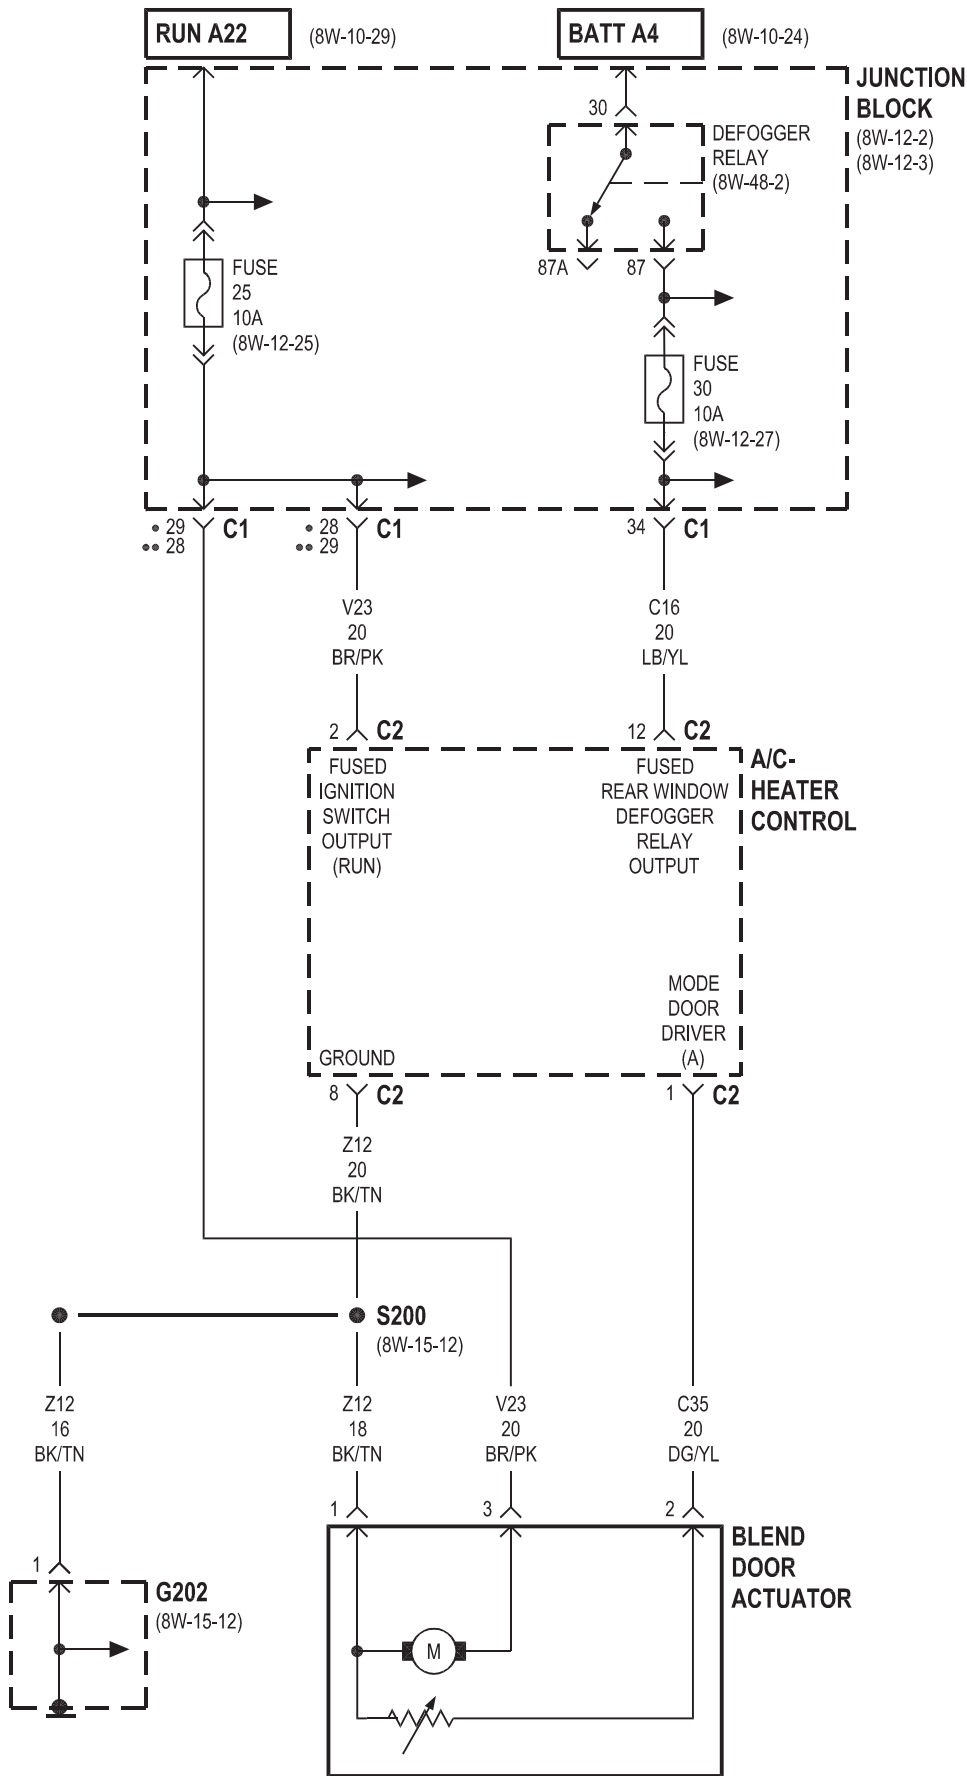 RUN A22
(8W-10-29)
BATT A4
(8W-10-24)
JUNCTION
BLOCK
(8W-12-2)
(8W-12-3)
30
DEFOGGER
RELAY
(8W-48-2)
87A
87
FUSE
25
10A
(8W-12-25)
FUSE
30
10A
(8W-12-27)
• 29
•• 28
C1
• 28
•• 29
C1
34
C1
V23
20
BR/PK
C16
20
LB/YL
2
C2
12
C2
FUSED
IGNITION
SWITCH
OUTPUT
(RUN)
FUSED
REAR WINDOW
DEFOGGER
RELAY
OUTPUT
A/C-
HEATER
CONTROL
MODE
DOOR
DRIVER
(A)
GROUND
8
C2
1
C2
Z12
20
BK/TN
S200
(8W-15-12)
Z12
16
BK/TN
Z12
18
BK/TN
V23
20
BR/PK
C35
20
DG/YL
1
3
2
BLEND
DOOR
ACTUATOR
1
G202
(8W-15-12)
M